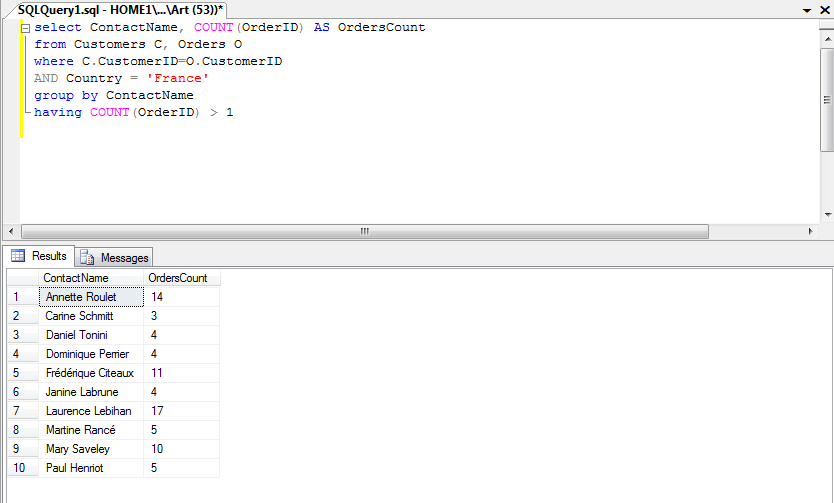 SQLQuery1.sql - HOME1\...\Art (53))*
select ContactName, COUNT(OrderID) AS OrdersCount
from Customers C, Orders O
where C.CustomerID=O.CustomerID
AND Country = 'France'
group by ContactName
having COUNT(OrderID) > 1
Results Messages
ContactName OrdersCount
1 Annette Roulet 14
2 Carine Schmitt 3
3 Daniel Tonini 4
4 Dominique Perrier 4
5 Frédérique Citeaux 11
6 Janine Labrune 4
7 Laurence Lebihan 17
8 Martine Rancé 5
9 Mary Saveley 10
10 Paul Henriot 5